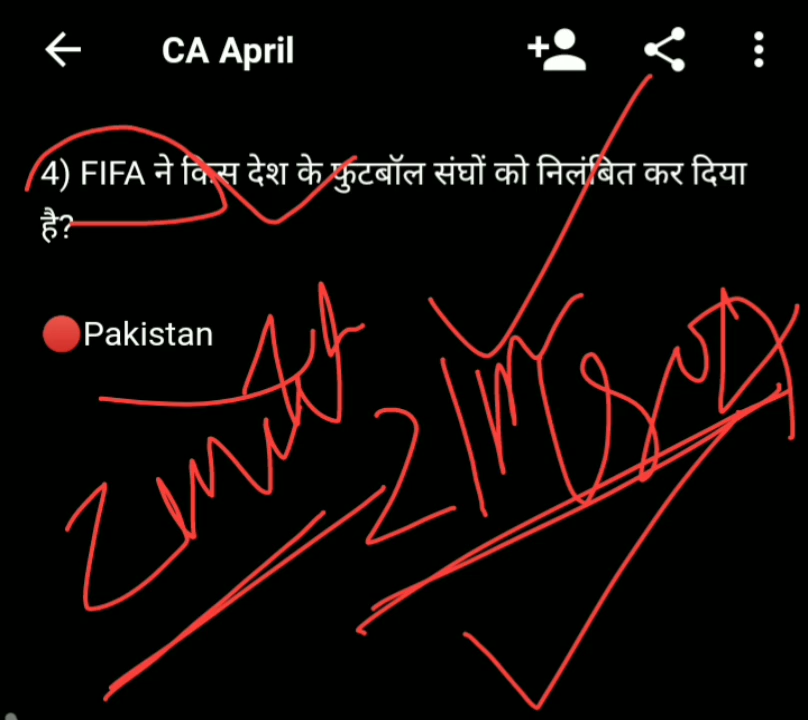 CA April
4) FIFA ने किस देश के फुटबॉल संघों को निलंबित कर दिया
है?
Pakistan